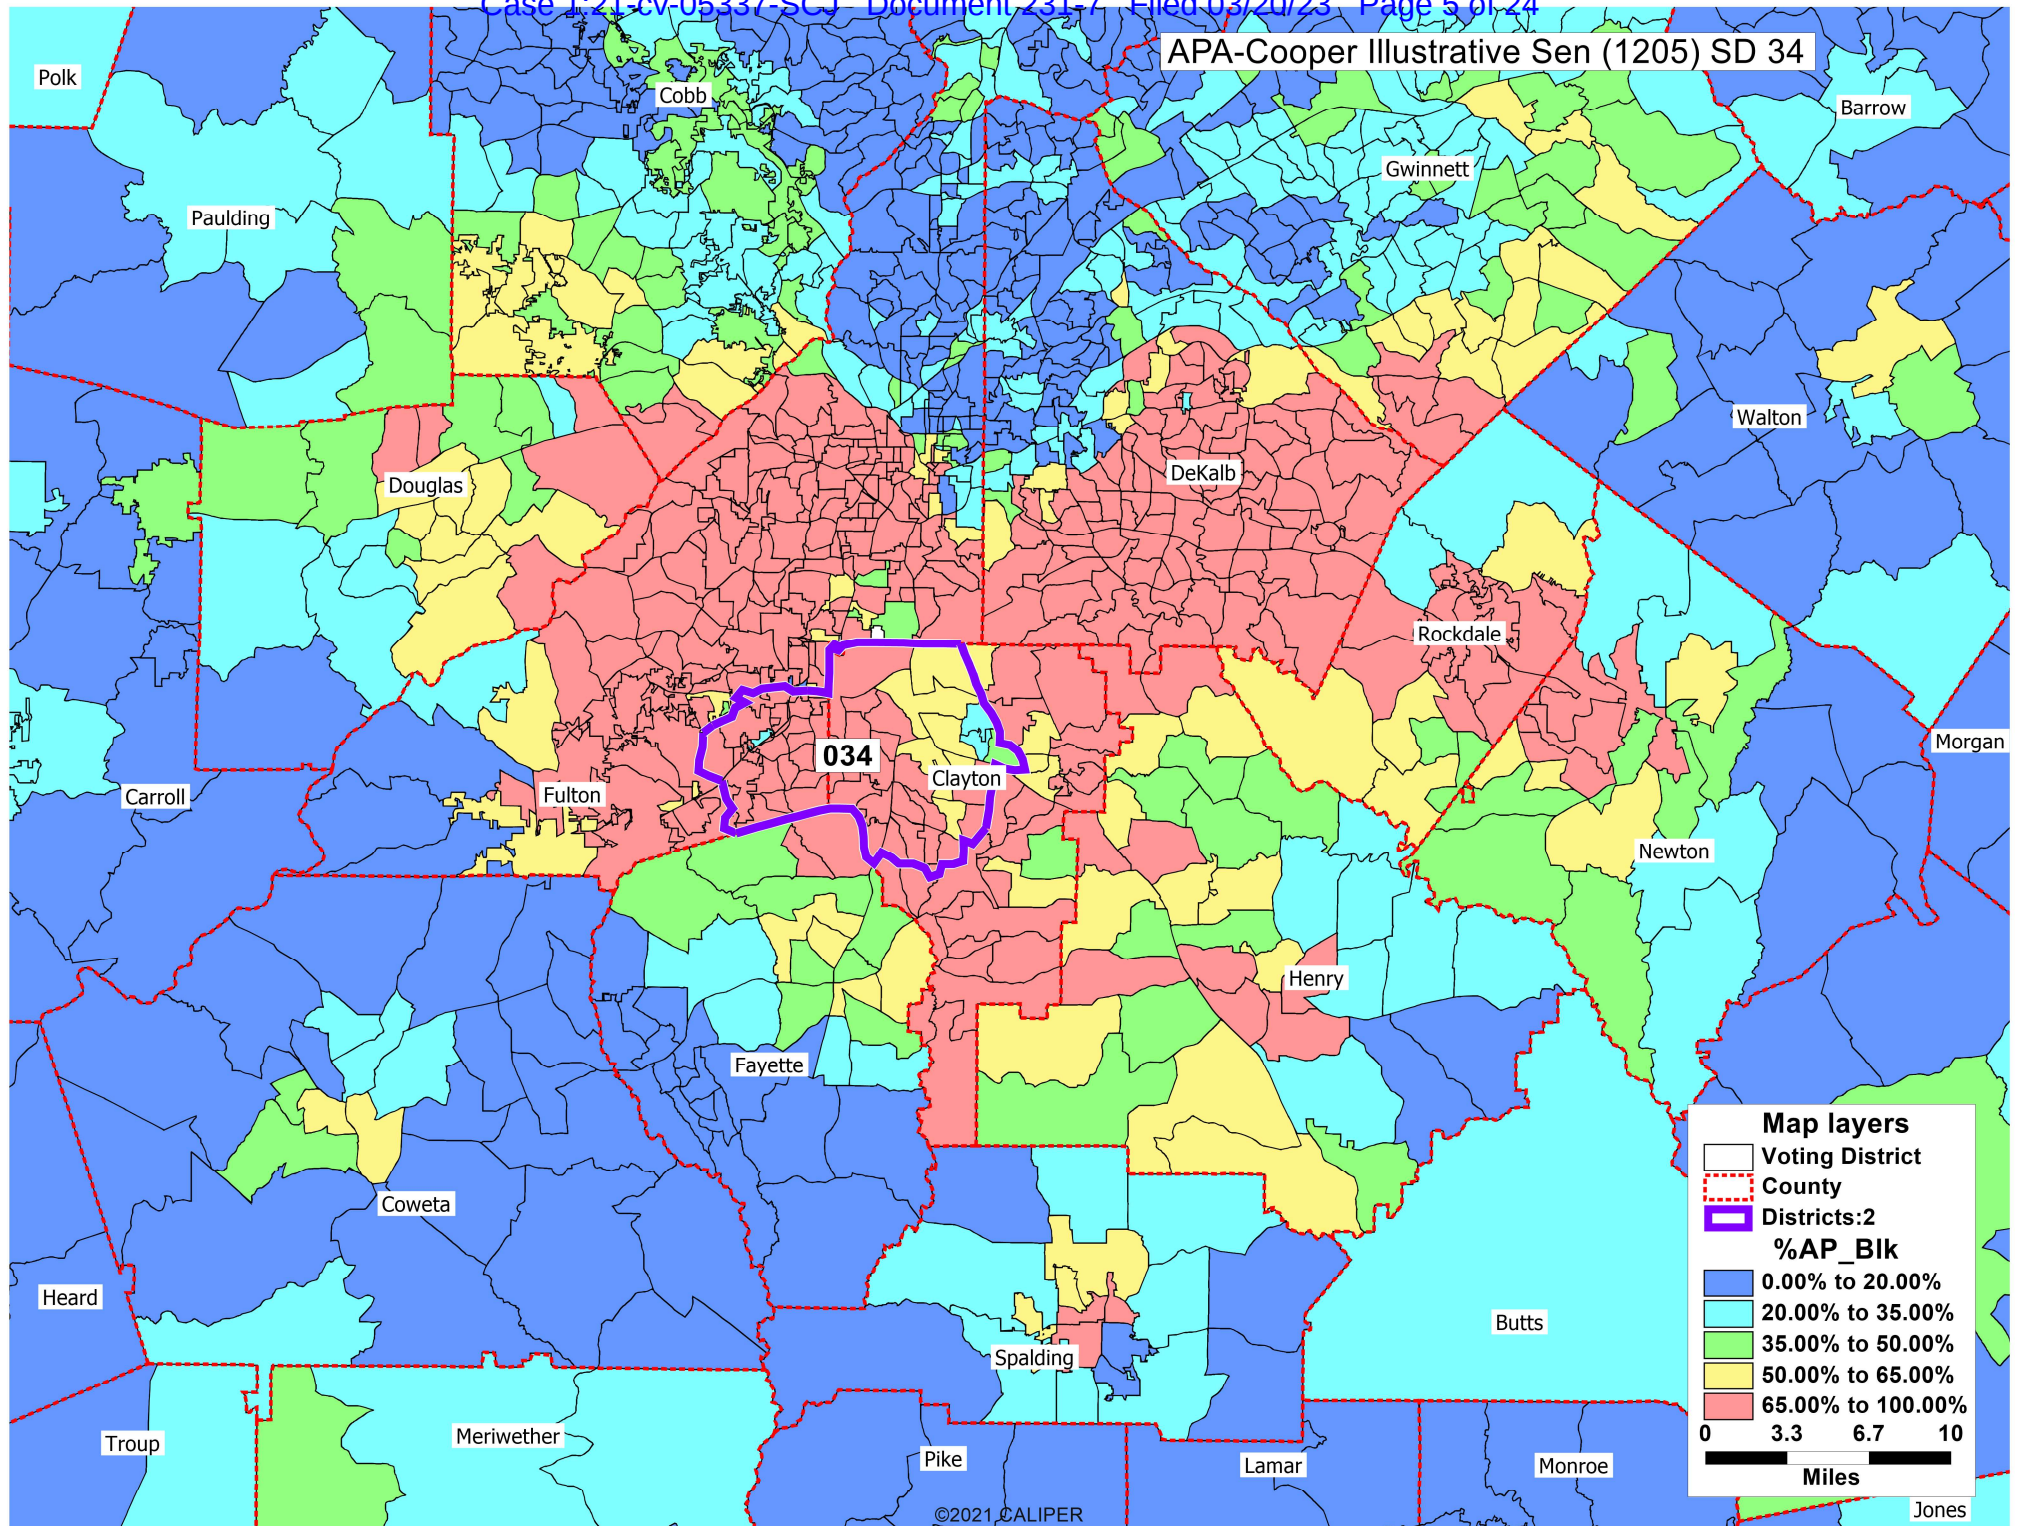 Case 1:21-cv-05337-SCJ Document 231-7 Filed 03/20/23 Page 5 of 24
APA-Cooper Illustrative Sen (1205) SD 34
Polk
Cobb
Barrow
Gwinnett
Paulding
Walton
DeKalb
Douglas
Rockdale
Morgan
034
Clayton
Carroll
Fulton
Newton
Henry
Fayette
Coweta
Heard
Butts
Spalding
Troup
Meriwether
Pike
Lamar
Monroe
Jones
Map layers
Voting District
County
Districts:2
%AP_Blk
0.00% to 20.00%
20.00% to 35.00%
35.00% to 50.00%
50.00% to 65.00%
65.00% to 100.00%
0 3.3 6.7 10
Miles
©2021 CALIPER